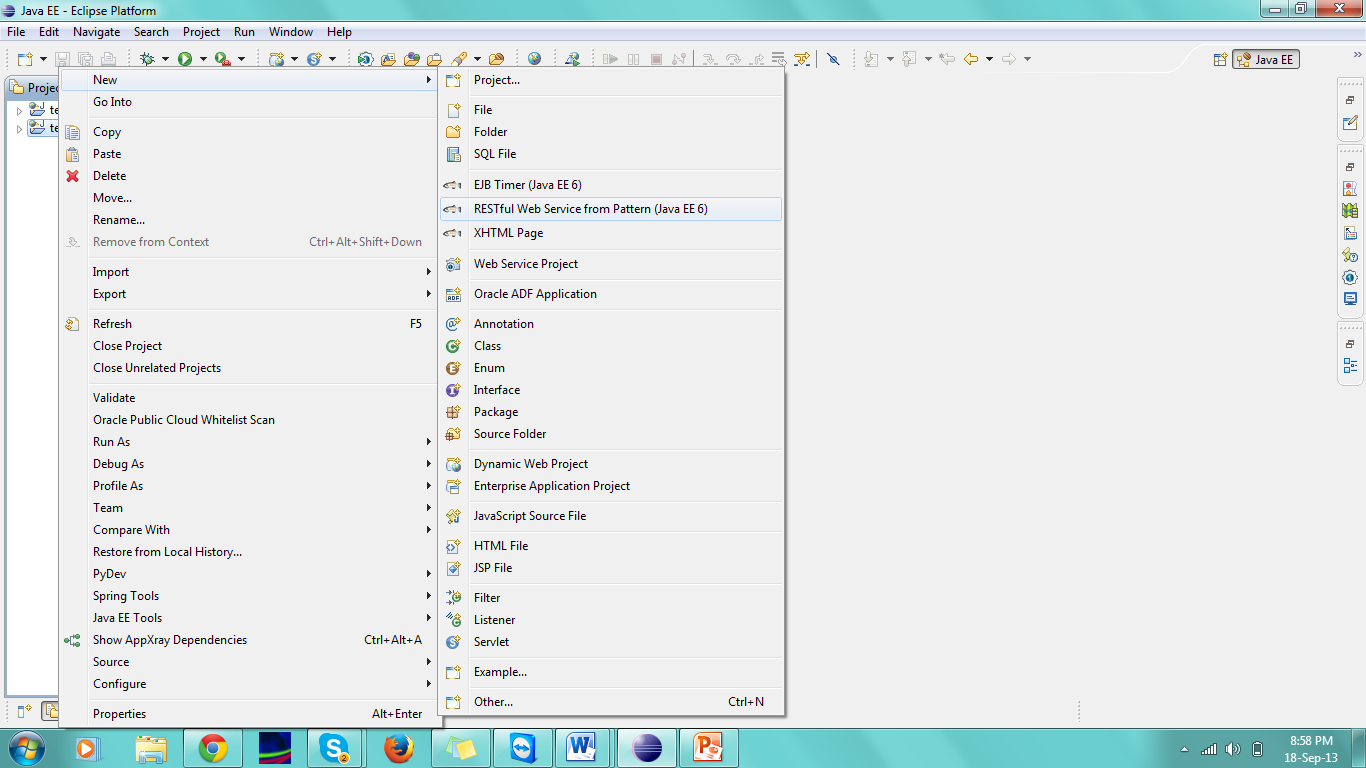 Java EE - Eclipse Platform
File Edit Navigate Search Project Run Window Help
Java EE
Projec
te
te
New
Go Into
Copy
Paste
Delete
Move...
Rename...
Remove from Context Ctrl+Alt+Shift+Down
Import
Export
Refresh F5
Close Project
Close Unrelated Projects
Validate
Oracle Public Cloud Whitelist Scan
Run As
Debug As
Profile As
Team
Compare With
Restore from Local History...
PyDev
Spring Tools
Java EE Tools
Show AppXray Dependencies Ctrl+Alt+A
Source
Configure
Properties Alt+Enter
Project...
File
Folder
SQL File
EJB Timer (Java EE 6)
RESTful Web Service from Pattern (Java EE 6)
XHTML Page
Web Service Project
Oracle ADF Application
Annotation
Class
Enum
Interface
Package
Source Folder
Dynamic Web Project
Enterprise Application Project
JavaScript Source File
HTML File
JSP File
Filter
Listener
Servlet
Example...
Other... Ctrl+N
8:58 PM
18-Sep-13